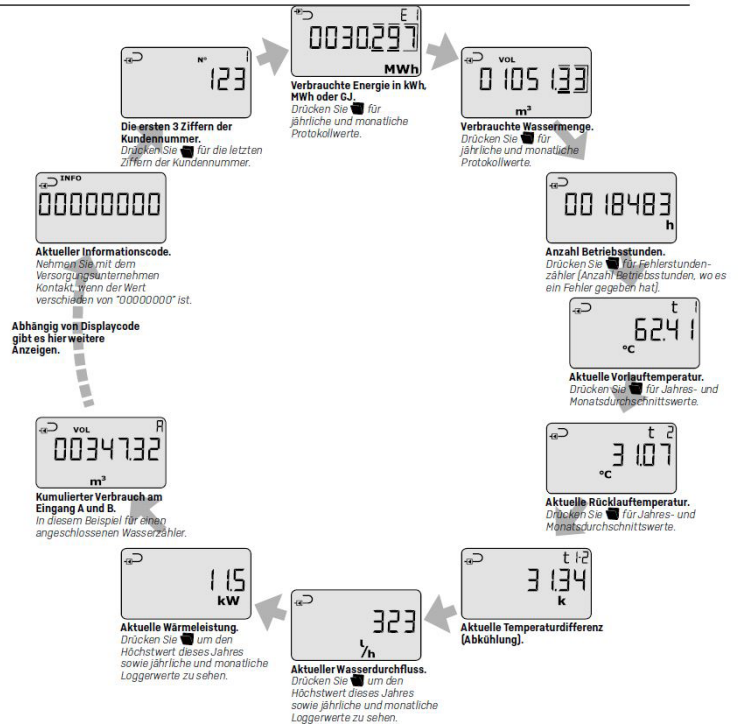 E 1
0030.297
MWh
Verbrauchte Energie in kWh,
MWh oder GJ.
Drücken Sie für
jährliche und monatliche
Protokollwerte.
VOL
01051.33
m³
Verbrauchte Wassermenge.
Drücken Sie für
jährliche und monatliche
Protokollwerte.
0018483
h
Anzahl Betriebsstunden.
Drücken Sie für Fehlerstunden-
zähler (Anzahl Betriebsstunden, wo es
ein Fehler gegeben hat).
t 1
62.41
°C
Aktuelle Vorlauftemperatur.
Drücken Sie für Jahres- und
Monatsdurchschnittswerte.
t 2
31.07
°C
Aktuelle Rücklauftemperatur.
Drücken Sie für Jahres- und
Monatsdurchschnittswerte.
t 1-2
31.34
k
Aktuelle Temperaturdifferenz
(Abkühlung).
323
l/h
Aktueller Wasserdurchfluss.
Drücken Sie um den
Höchstwert dieses Jahres
sowie jährliche und monatliche
Loggerwerte zu sehen.
11.5
kW
Aktuelle Wärmeleistung.
Drücken Sie um den
Höchstwert dieses Jahres
sowie jährliche und monatliche
Loggerwerte zu sehen.
VOL A
00347.32
m³
Kumulierter Verbrauch am
Eingang A und B.
In diesem Beispiel für einen
angeschlossenen Wasserzähler.
Abhängig von Displaycode
gibt es hier weitere
Anzeigen.
INFO
00000000
Aktueller Informationscode.
Nehmen Sie mit dem
Versorgungsunternehmen
Kontakt, wenn der Wert
verschieden von "00000000" ist.
N° 1
123
Die ersten 3 Ziffern der
Kundennummer.
Drücken Sie für die letzten
Ziffern der Kundennummer.